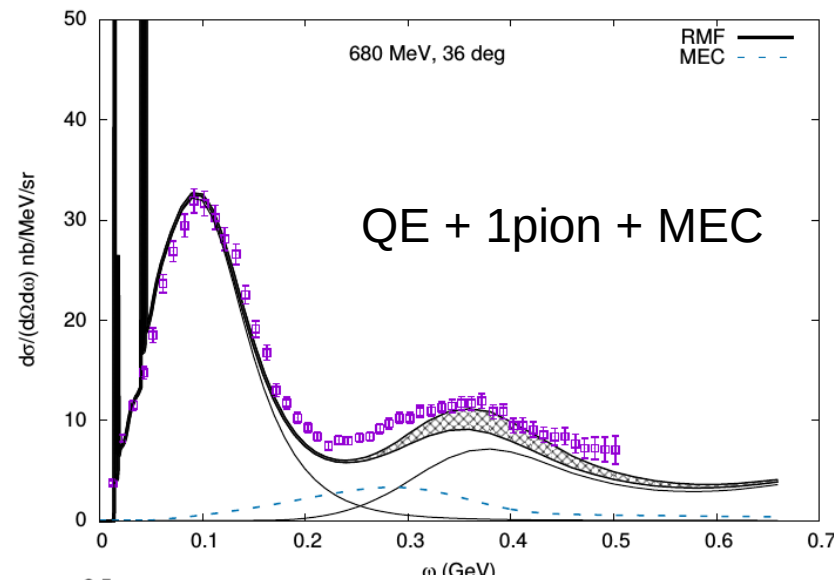 50
680 MeV, 36 deg
RMF
MEC
40
30
QE + 1pion + MEC
20
10
0
dσ/(dΩdω) nb/MeV/sr
0 0.1 0.2 0.3 0.4 0.5 0.6 0.7
ω (GeV)